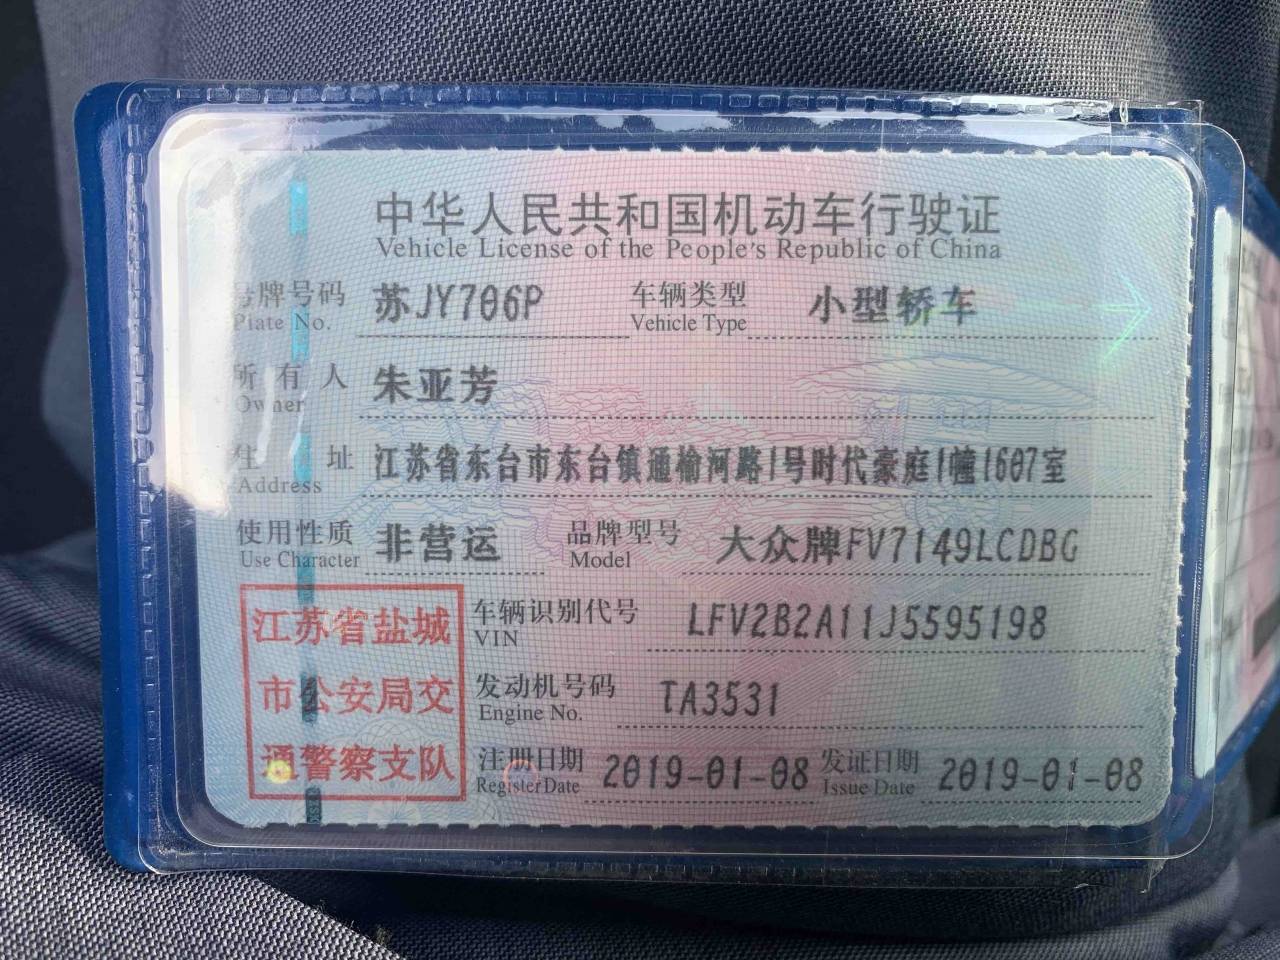 中华人民共和国机动车行驶证
Vehicle License of the People's Republic of China
号牌号码 苏JY706P 车辆类型 小型轿车
Plate No. Vehicle Type
所有人 朱亚芳
Owner
住址 江苏省东台市东台镇通榆河路1号时代豪庭1幢1607室
Address
使用性质 非营运 品牌型号 大众牌FV7149LCDBG
Use Character Model
江苏省盐城
市公安局交
通警察支队
车辆识别代号 LFV2B2A11J5595198
VIN
发动机号码 TA3531
Engine No.
注册日期 2019-01-08 发证日期 2019-01-08
Register Date Issue Date